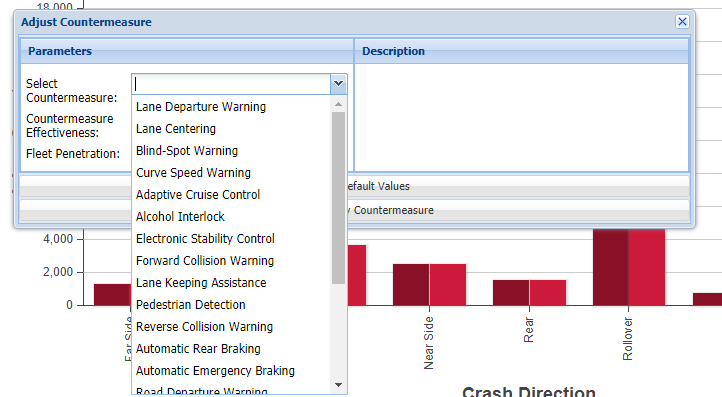 18,000
Adjust Countermeasure
Parameters
Description
Select
Countermeasure:
Countermeasure
Effectiveness:
Fleet Penetration:
Lane Departure Warning
Lane Centering
Blind-Spot Warning
Curve Speed Warning
Adaptive Cruise Control
Alcohol Interlock
Electronic Stability Control
Forward Collision Warning
Lane Keeping Assistance
Pedestrian Detection
Reverse Collision Warning
Automatic Rear Braking
Automatic Emergency Braking
Road Departure Warning
Values
Countermeasure
4,000
2,000
0
Far Side
Near Side
Rear
Rollover
Crash Direction